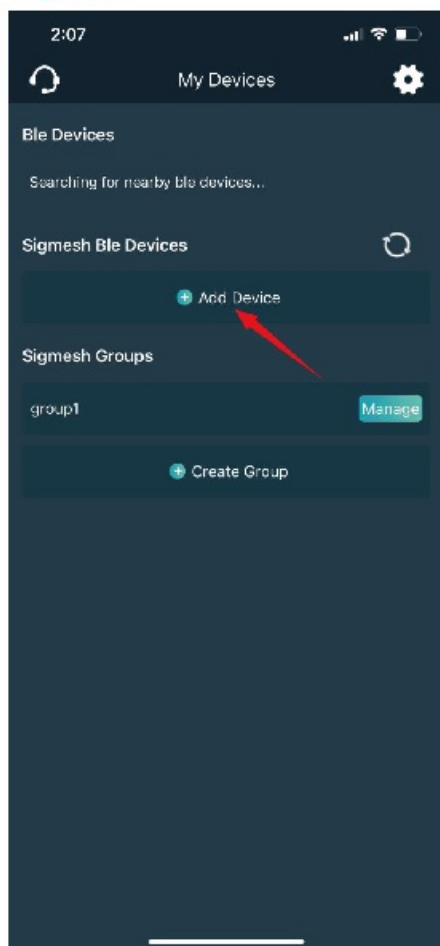 2:07
My Devices
Ble Devices
Searching for nearby ble devices...
Sigmesh Ble Devices
Add Device
Sigmesh Groups
group1
Manage
Create Group